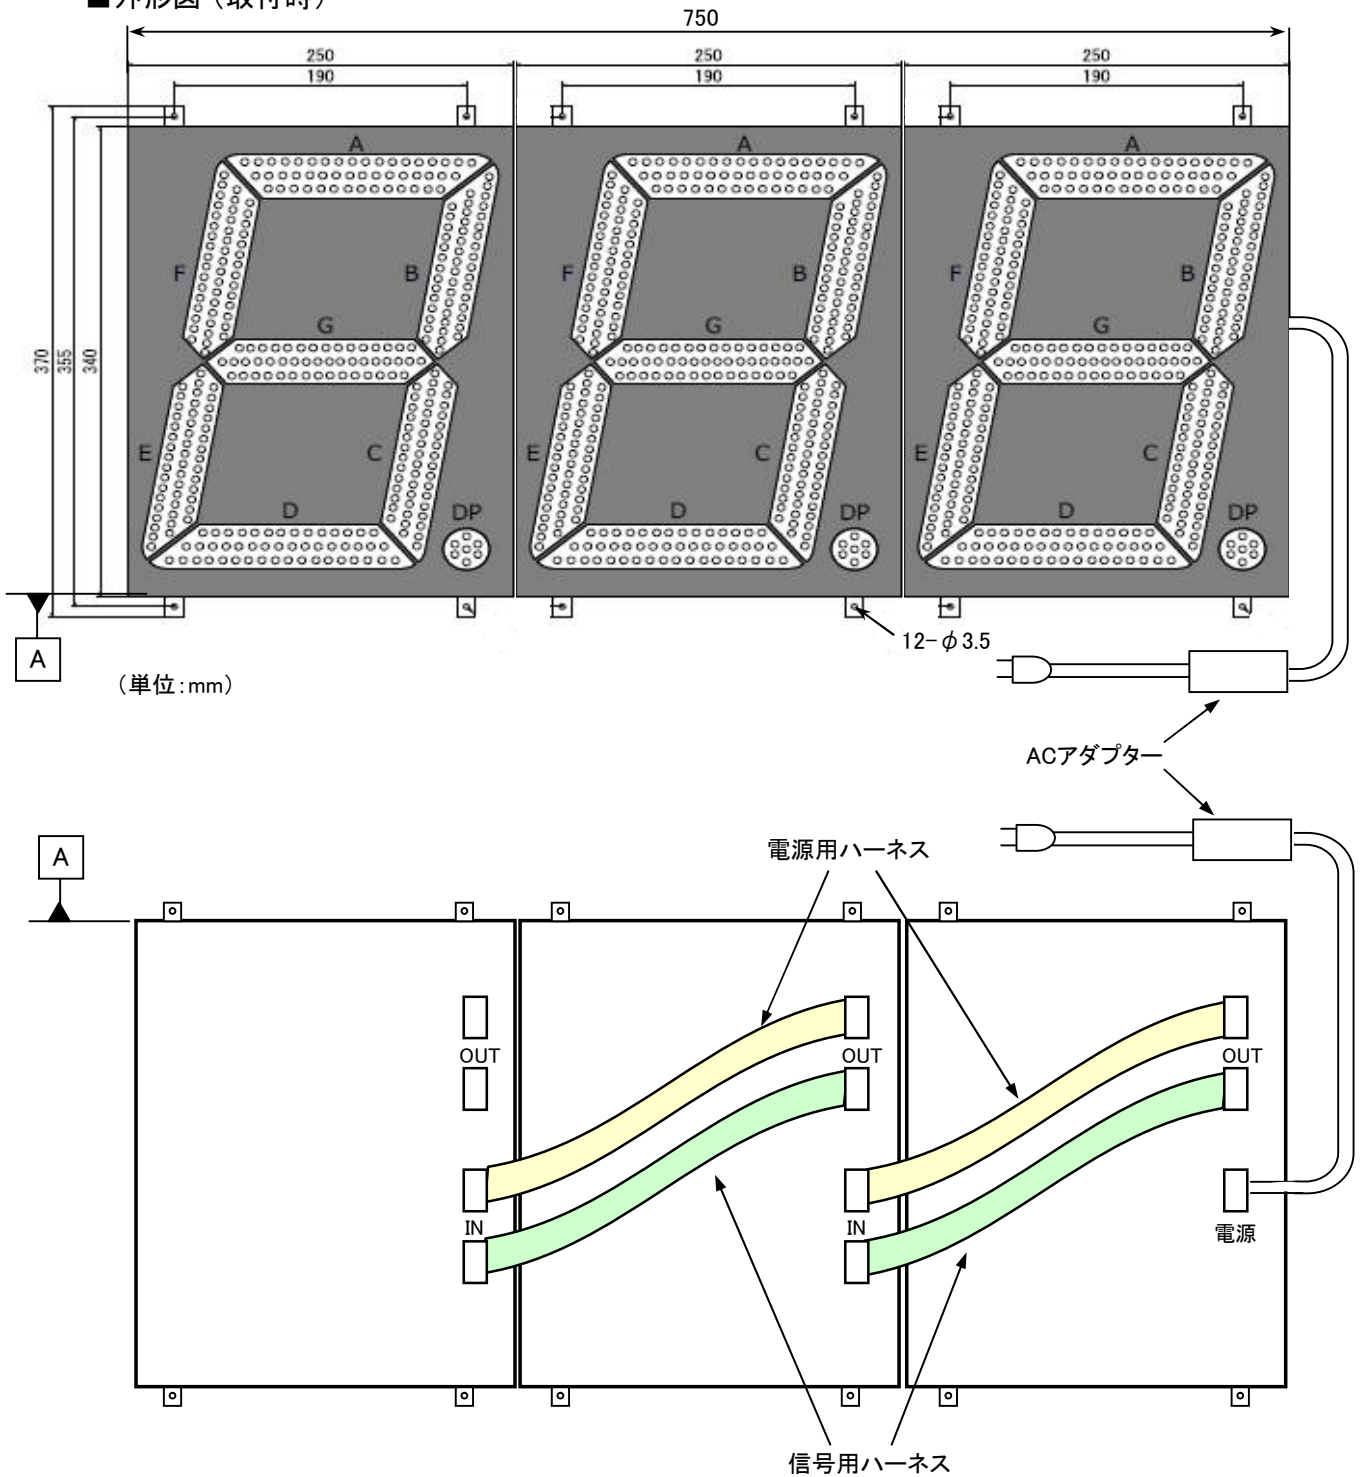 ■外形図（取付時）
750
250 250 250
190 190 190
A A A
F B F B F B
G G G
370 355 340
E C E C E C
D DP D DP D DP
12-φ3.5
A
（単位:mm）
ACアダプター
電源用ハーネス
A
OUT OUT OUT
IN IN 電源
信号用ハーネス